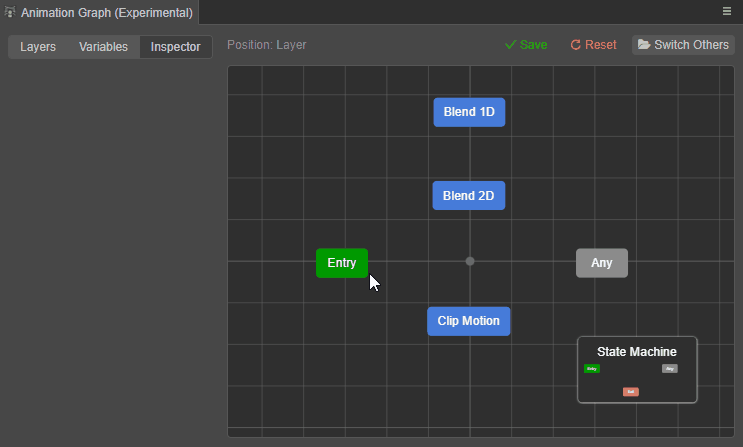 Animation Graph (Experimental)
Layers Variables Inspector
Position: Layer
Save Reset Switch Others
Blend 1D
Blend 2D
Entry
Any
Clip Motion
State Machine
Entry Any
Exit